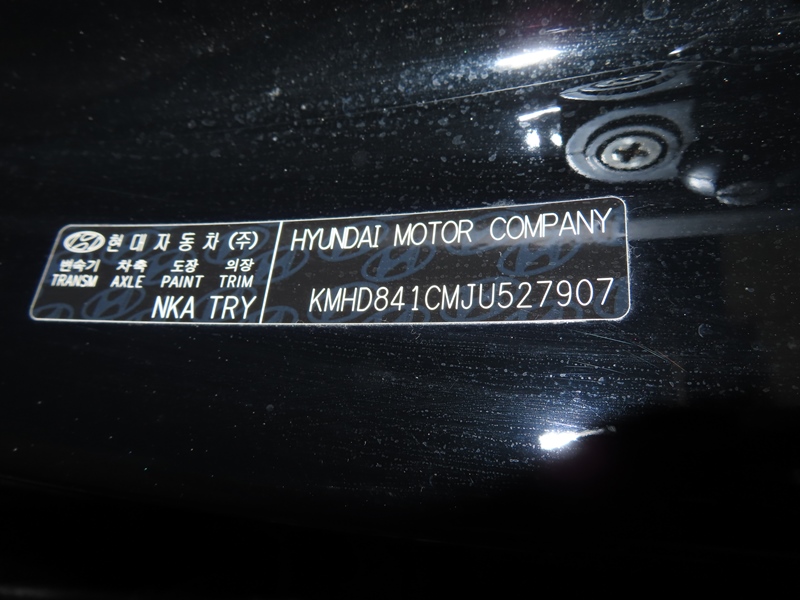 현대자동차(주)
변속기 차축 도장 의장
TRANSM AXLE PAINT TRIM
NKA TRY
HYUNDAI MOTOR COMPANY
KMHD841CMJU527907